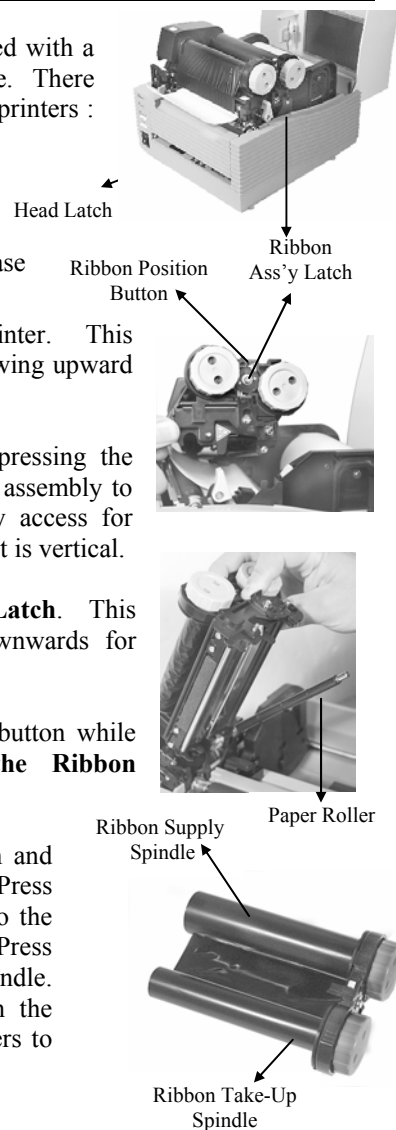 ed with a
e. There
printers :
Head Latch
Ribbon
Ass'y Latch
ase
Ribbon Position
Button
inter. This
wing upward
pressing the
assembly to
y access for
t is vertical.
Latch. This
wnwards for
button while
he Ribbon
Paper Roller
Ribbon Supply
Spindle
n and
Press
o the
Press
ndle.
n the
ers to
Ribbon Take-Up
Spindle